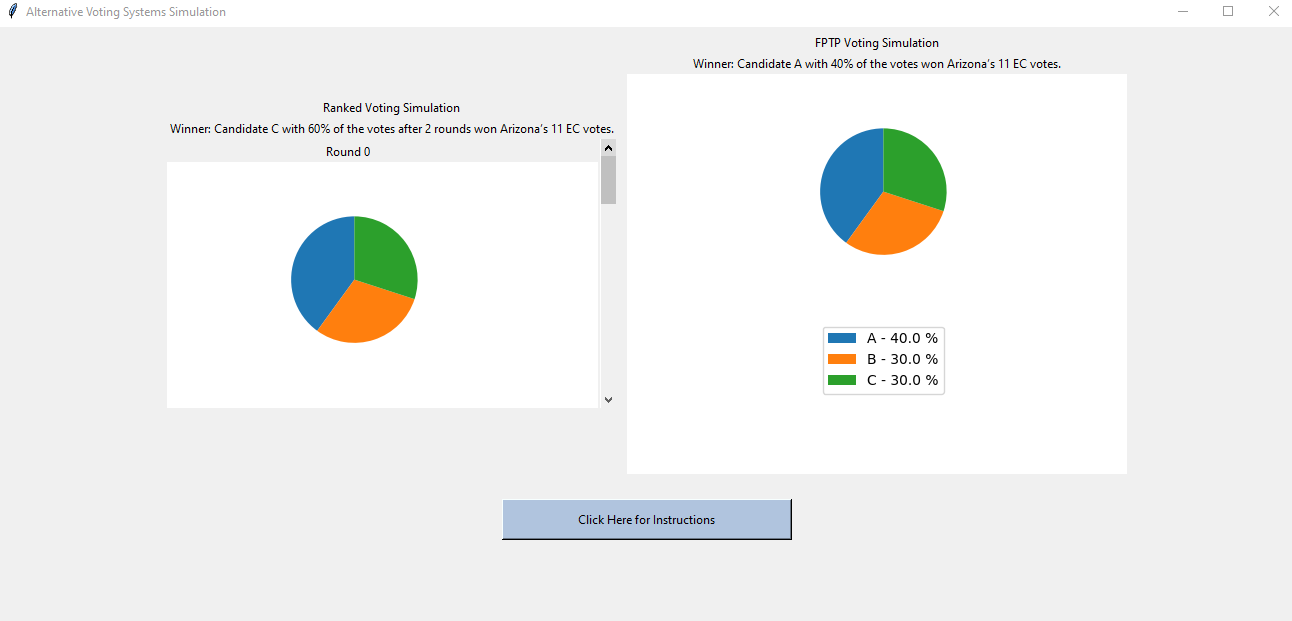 Alternative Voting Systems Simulation
FPTP Voting Simulation
Winner: Candidate A with 40% of the votes won Arizona's 11 EC votes.
Ranked Voting Simulation
Winner: Candidate C with 60% of the votes after 2 rounds won Arizona's 11 EC votes.
Round 0
A - 40.0 %
B - 30.0 %
C - 30.0 %
Click Here for Instructions